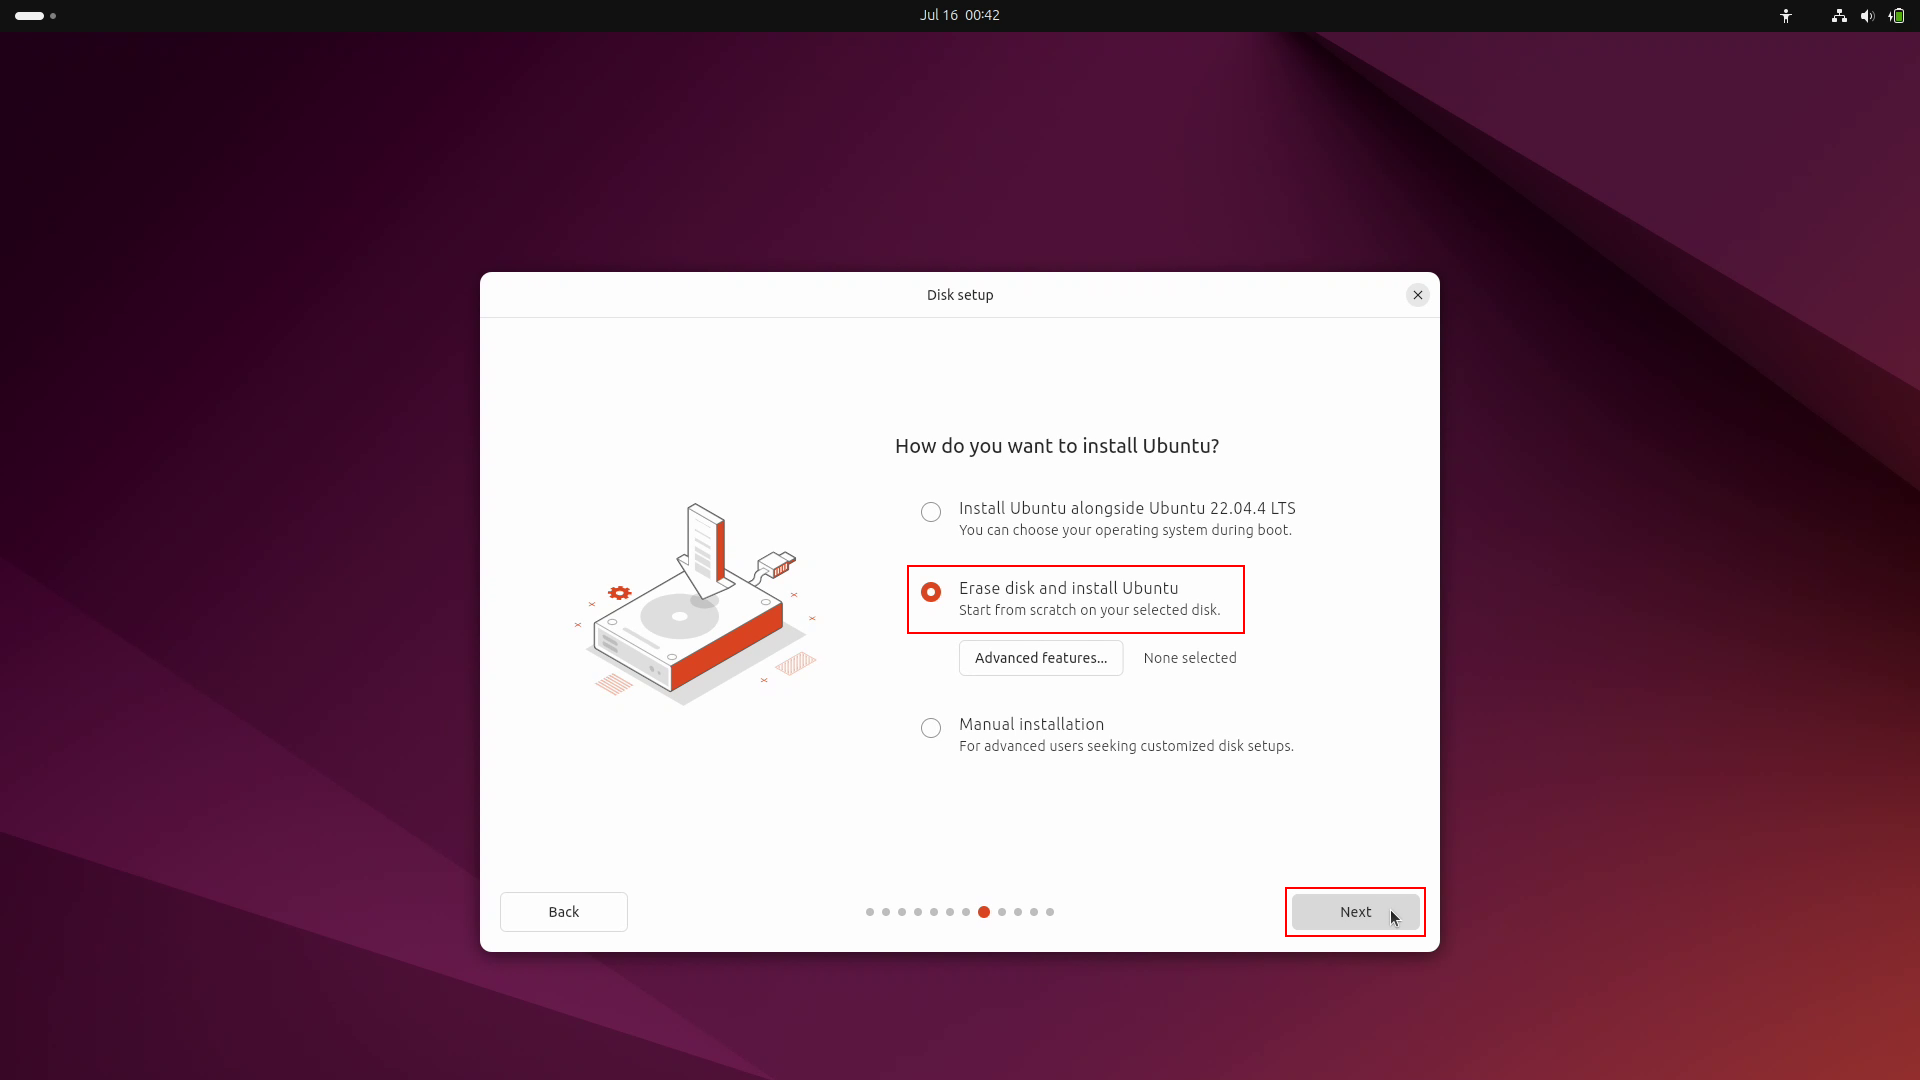 Jul 16 00:42
Disk setup
How do you want to install Ubuntu?
Install Ubuntu alongside Ubuntu 22.04.4 LTS
You can choose your operating system during boot.
Erase disk and install Ubuntu
Start from scratch on your selected disk.
Advanced features...
None selected
Manual installation
For advanced users seeking customized disk setups.
Back
Next